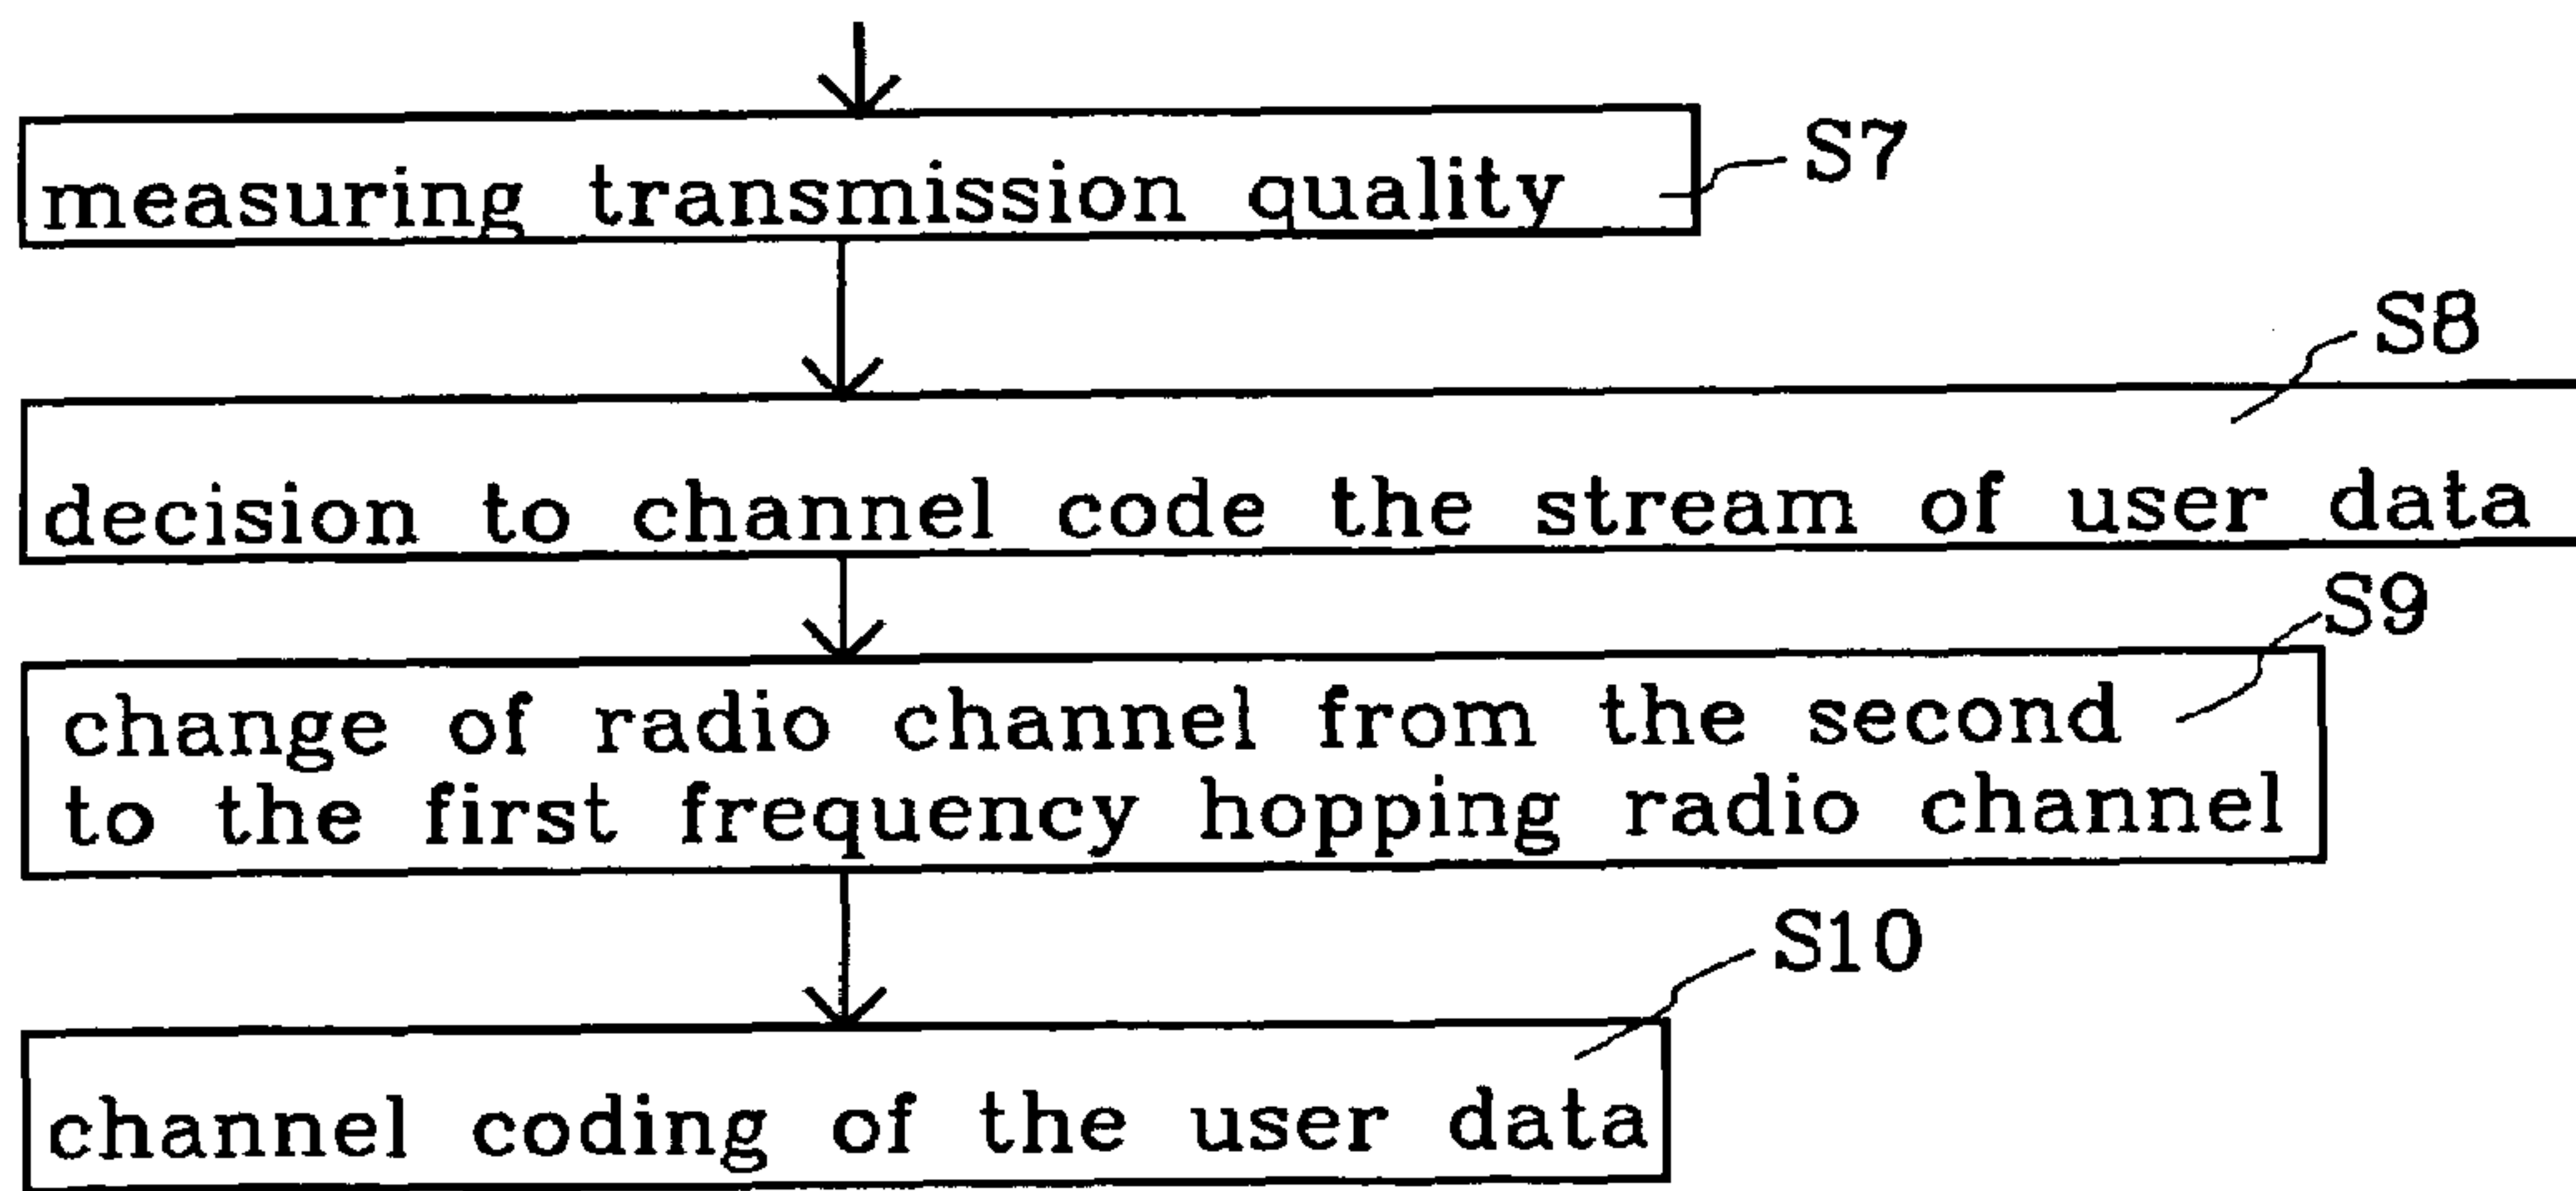 measuring transmission quality
S7
S8
decision to channel code the stream of user data
S9
change of radio channel from the second
to the first frequency hopping radio channel
S10
channel coding of the user data